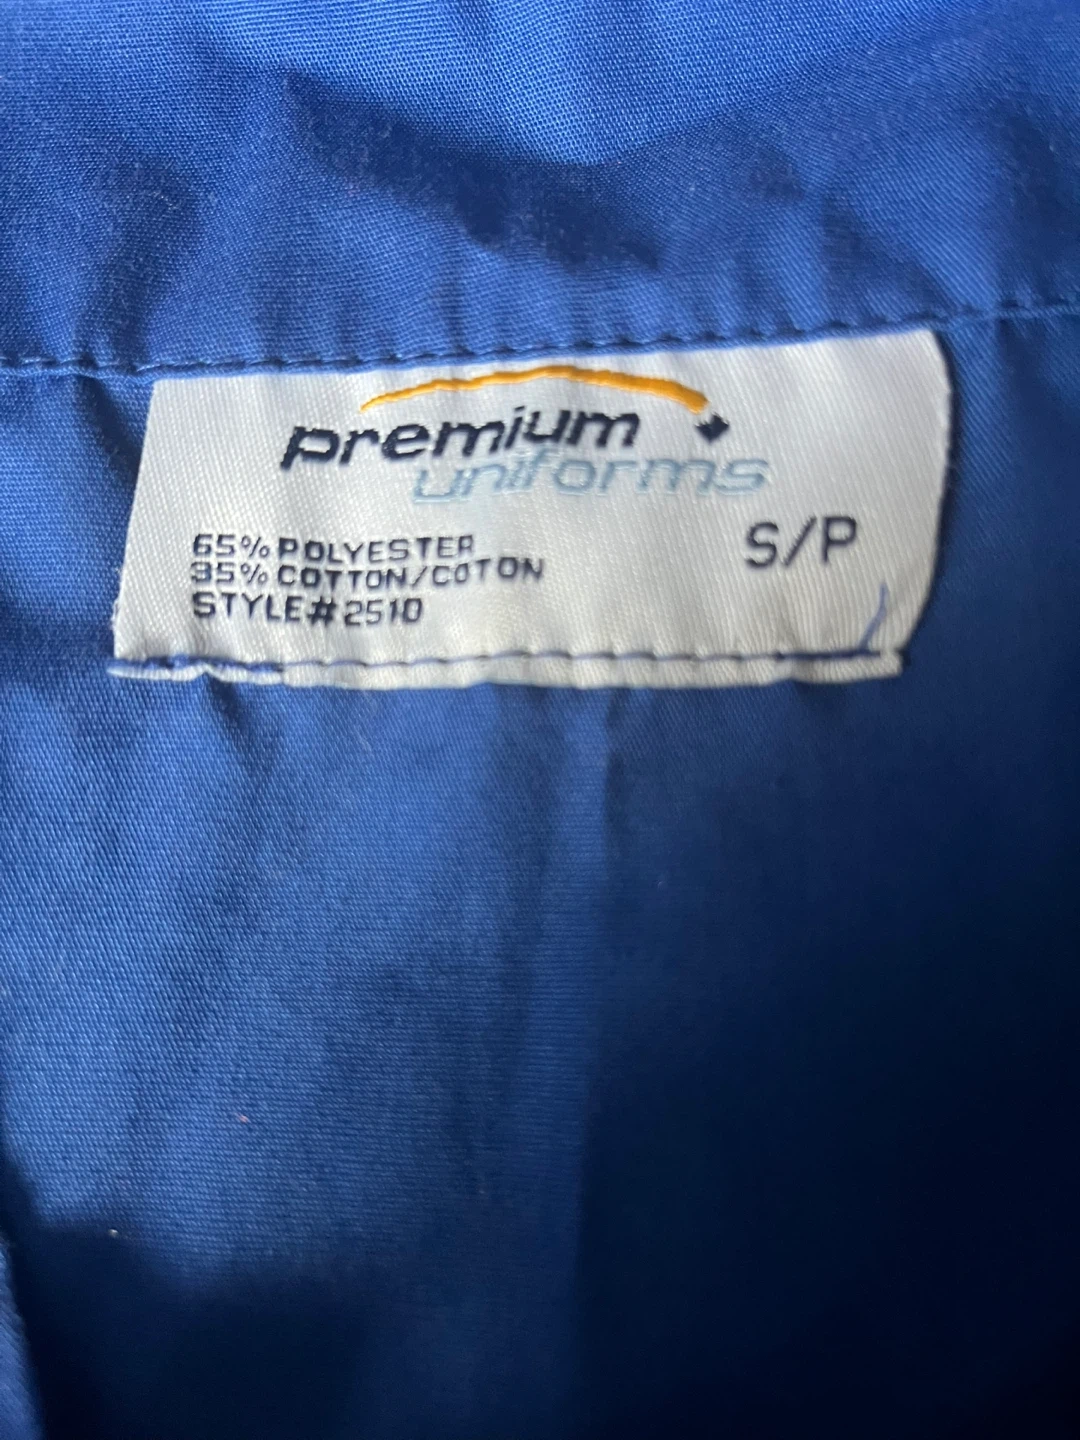 premium
uniforms
65% POLYESTER
35% COTTON/COTON
STYLE#2510
S/P